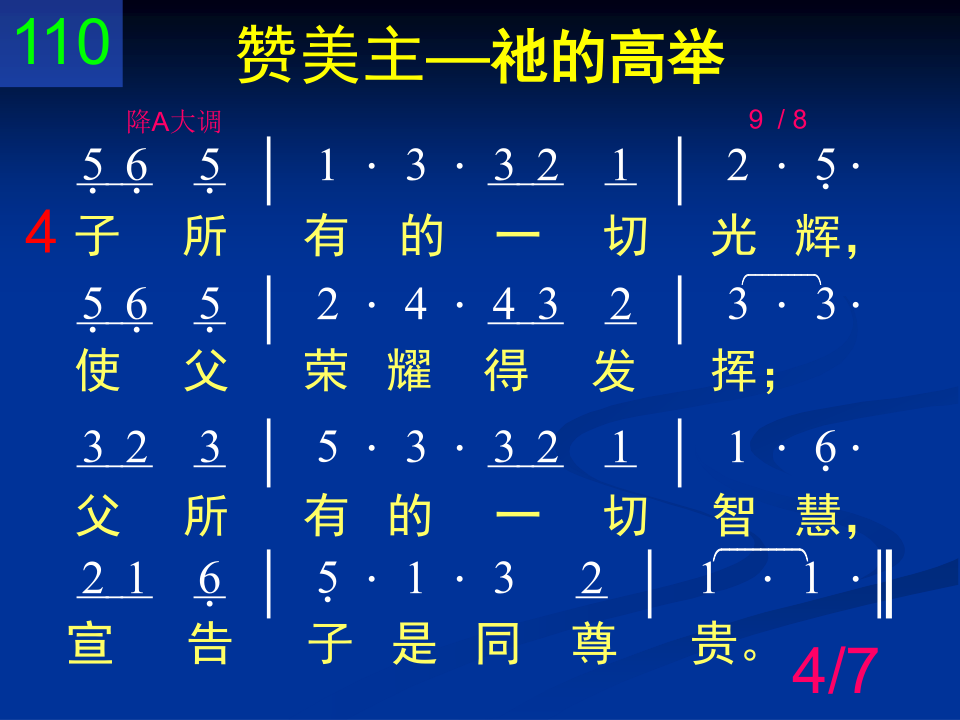 110
赞美主—祂的高举
降A大调 9 / 8
5̣ 6̣ 5̣ | 1 · 3 · 3 2 1 | 2 · 5̣ ·
4 子 所 有 的 一 切 光 辉，
5̣ 6̣ 5̣ | 2 · 4 · 4 3 2 | 3 · 3 ·
使 父 荣 耀 得 发 挥；
3 2 3 | 5 · 3 · 3 2 1 | 1 · 6̣ ·
父 所 有 的 一 切 智 慧，
2 1 6̣ | 5̣ · 1 · 3 2 | 1 · 1 · ‖
宣 告 子 是 同 尊 贵。
4/7